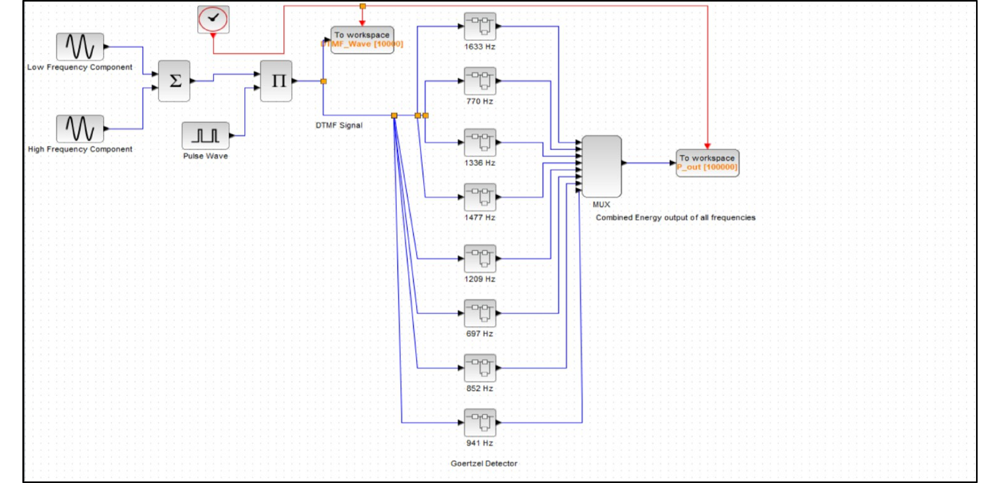 To workspace
DTMF_Wave [10000]
1633 Hz
Low Frequency Component
Σ
Π
770 Hz
DTMF Signal
High Frequency Component
Pulse Wave
1336 Hz
To workspace
P_out [100000]
MUX
1477 Hz
Combined Energy output of all frequencies
1209 Hz
697 Hz
852 Hz
941 Hz
Goertzel Detector